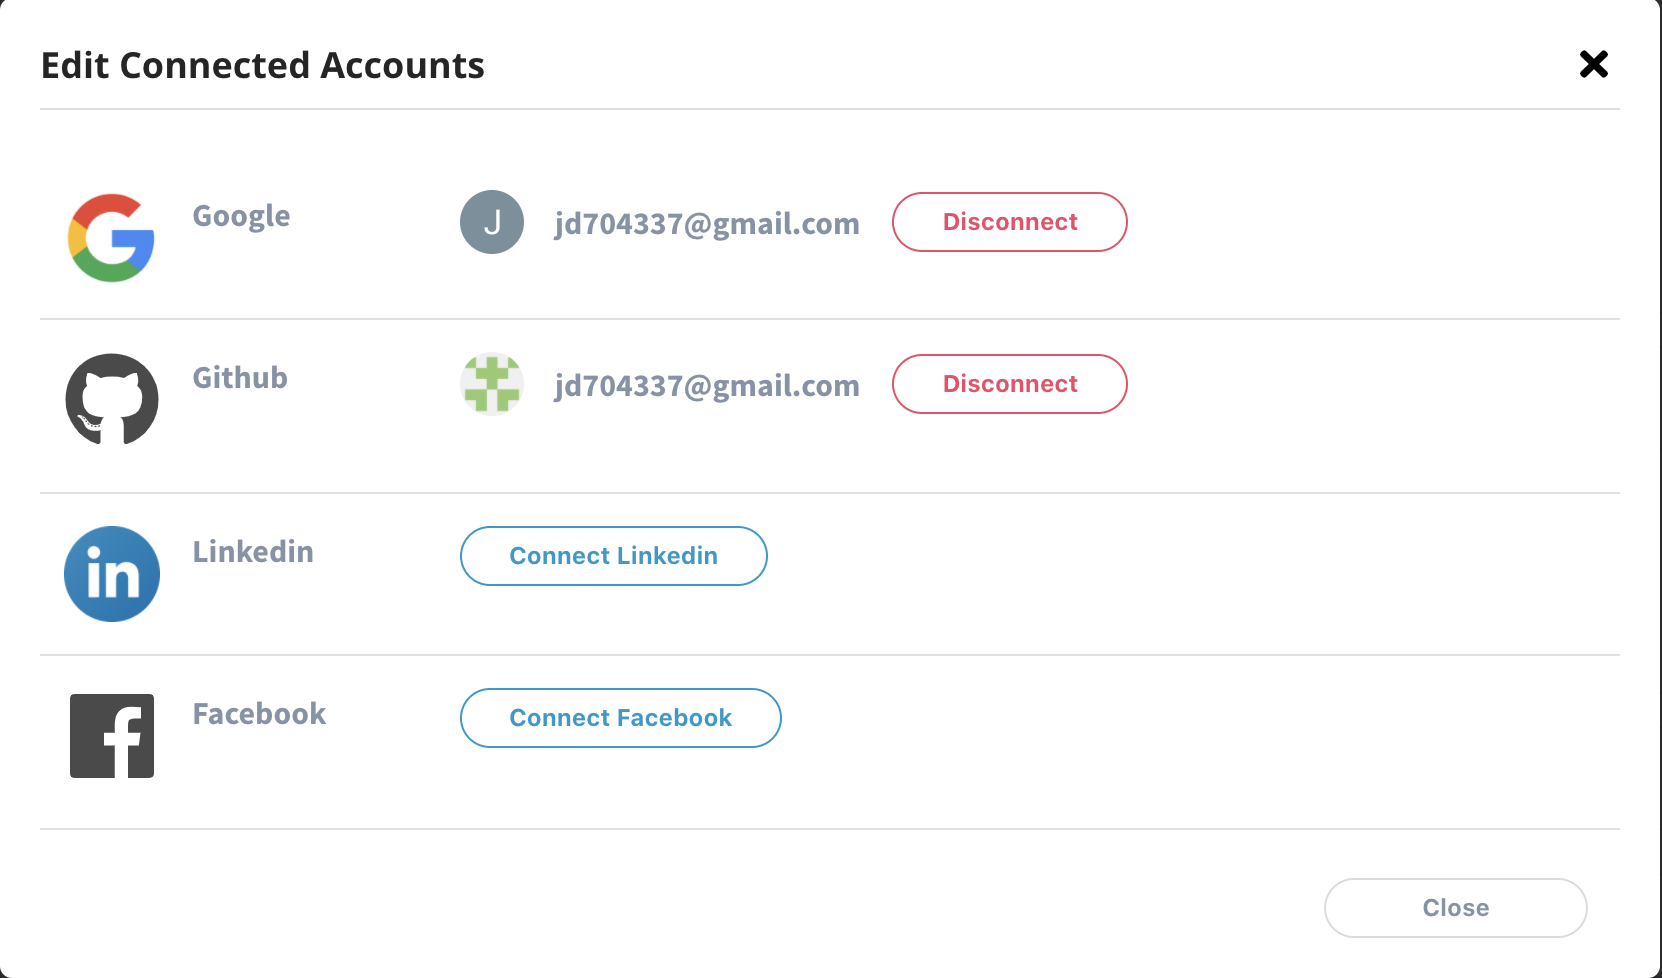 Edit Connected Accounts
Google
J
jd704337@gmail.com
Disconnect
Github
jd704337@gmail.com
Disconnect
in
Linkedin
Connect Linkedin
f
Facebook
Connect Facebook
Close